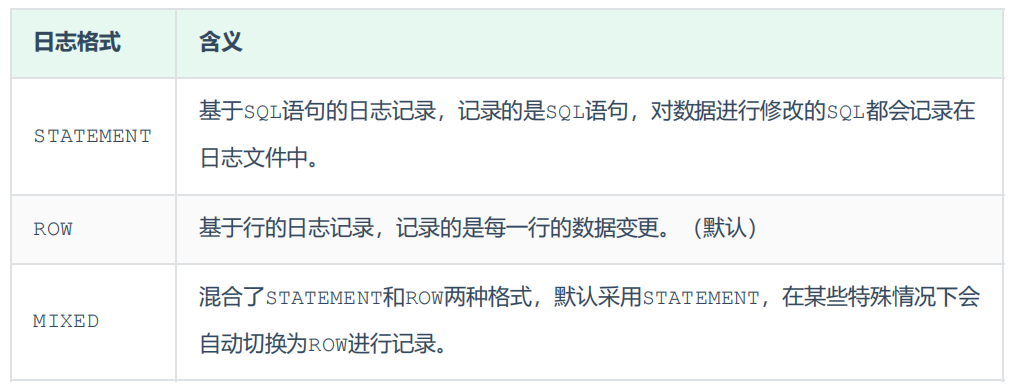 日志格式 含义
STATEMENT 基于SQL语句的日志记录，记录的是SQL语句，对数据进行修改的SQL都会记录在
日志文件中。
ROW 基于行的日志记录，记录的是每一行的数据变更。（默认）
MIXED 混合了STATEMENT和ROW两种格式，默认采用STATEMENT，在某些特殊情况下会
自动切换为ROW进行记录。